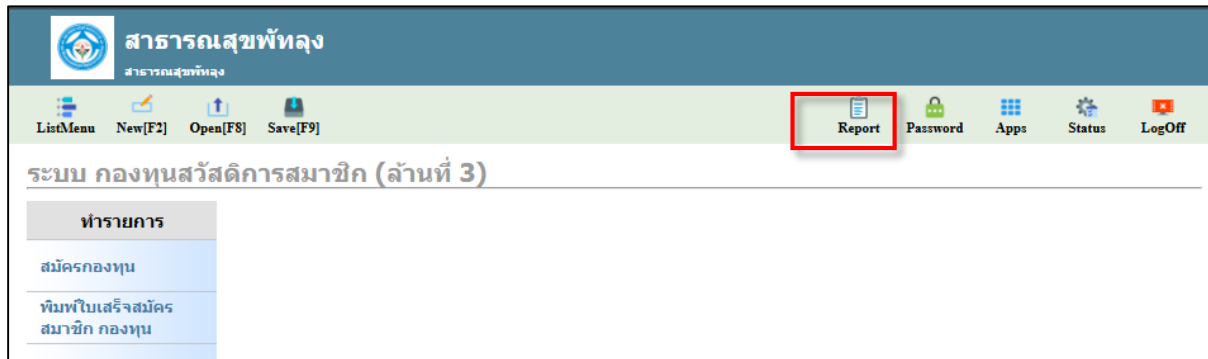 สาธารณสุขพัทลุง
สาธารณสุขพัทลุง
ListMenu New[F2] Open[F8] Save[F9] Report Password Apps Status LogOff
ระบบ กองทุนสวัสดิการสมาชิก (ล้านที่ 3)
ทำรายการ
สมัครกองทุน
พิมพ์ใบเสร็จสมัคร
สมาชิก กองทุน